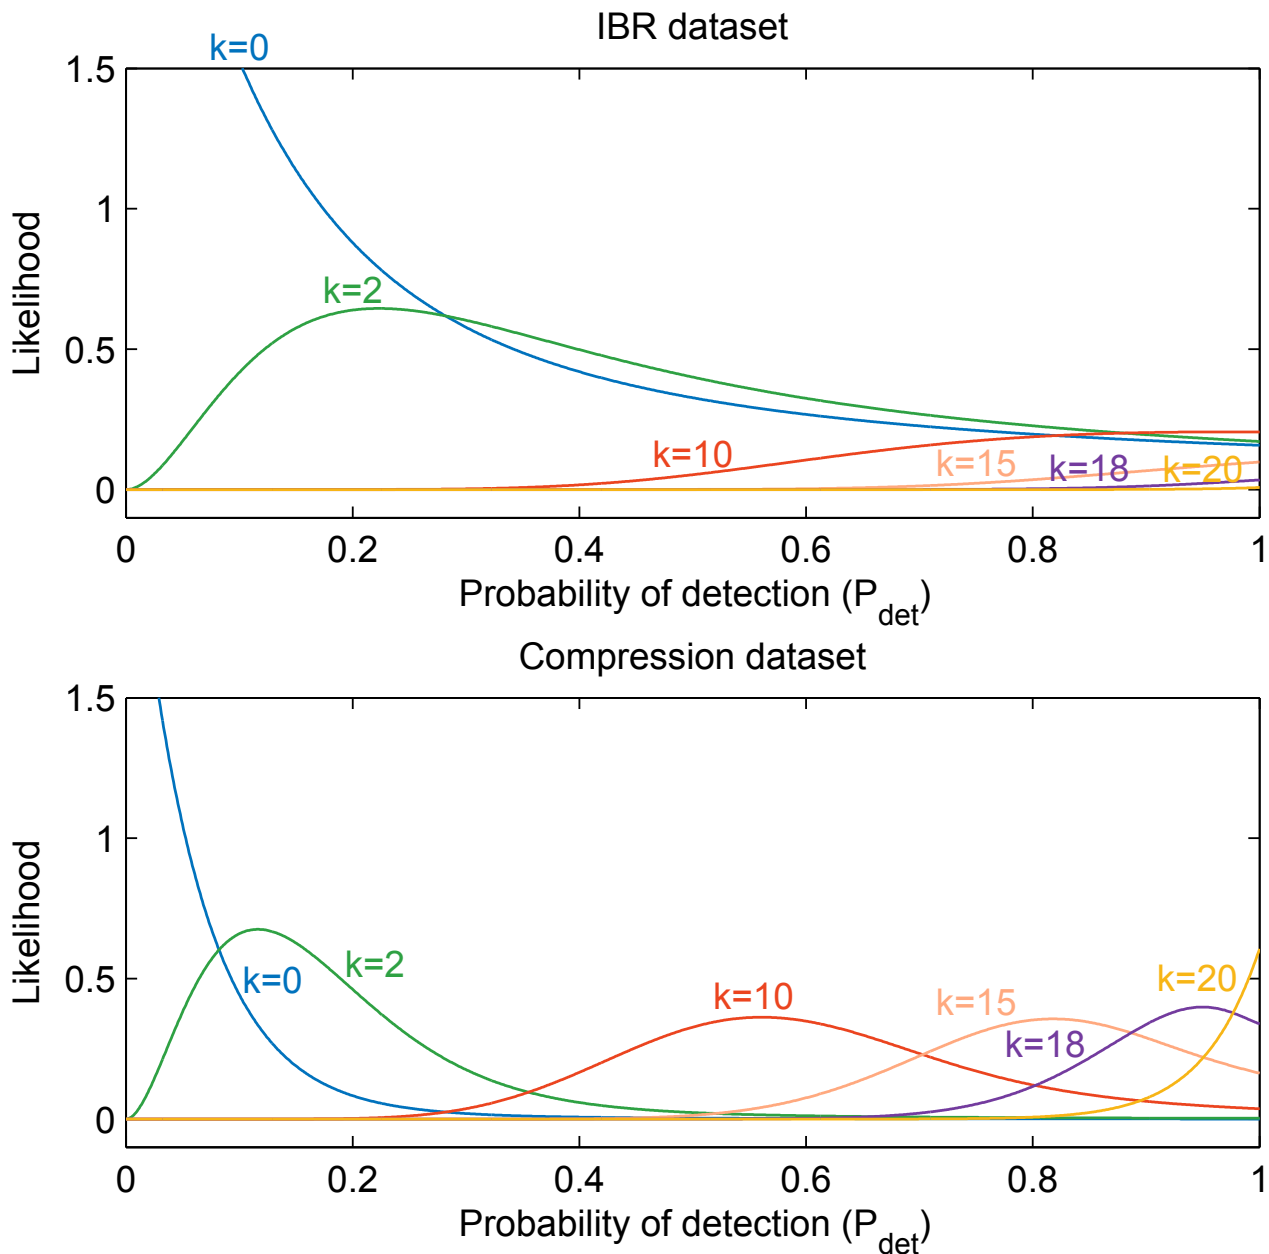 IBR dataset
k=0
1.5
1
k=2
0.5
k=10
k=15
k=18
k=20
0
Likelihood
0 0.2 0.4 0.6 0.8 1
Probability of detection (P_det)
Compression dataset
1.5
1
0.5
k=0
k=2
k=10
k=15
k=18
k=20
0
Likelihood
0 0.2 0.4 0.6 0.8 1
Probability of detection (P_det)